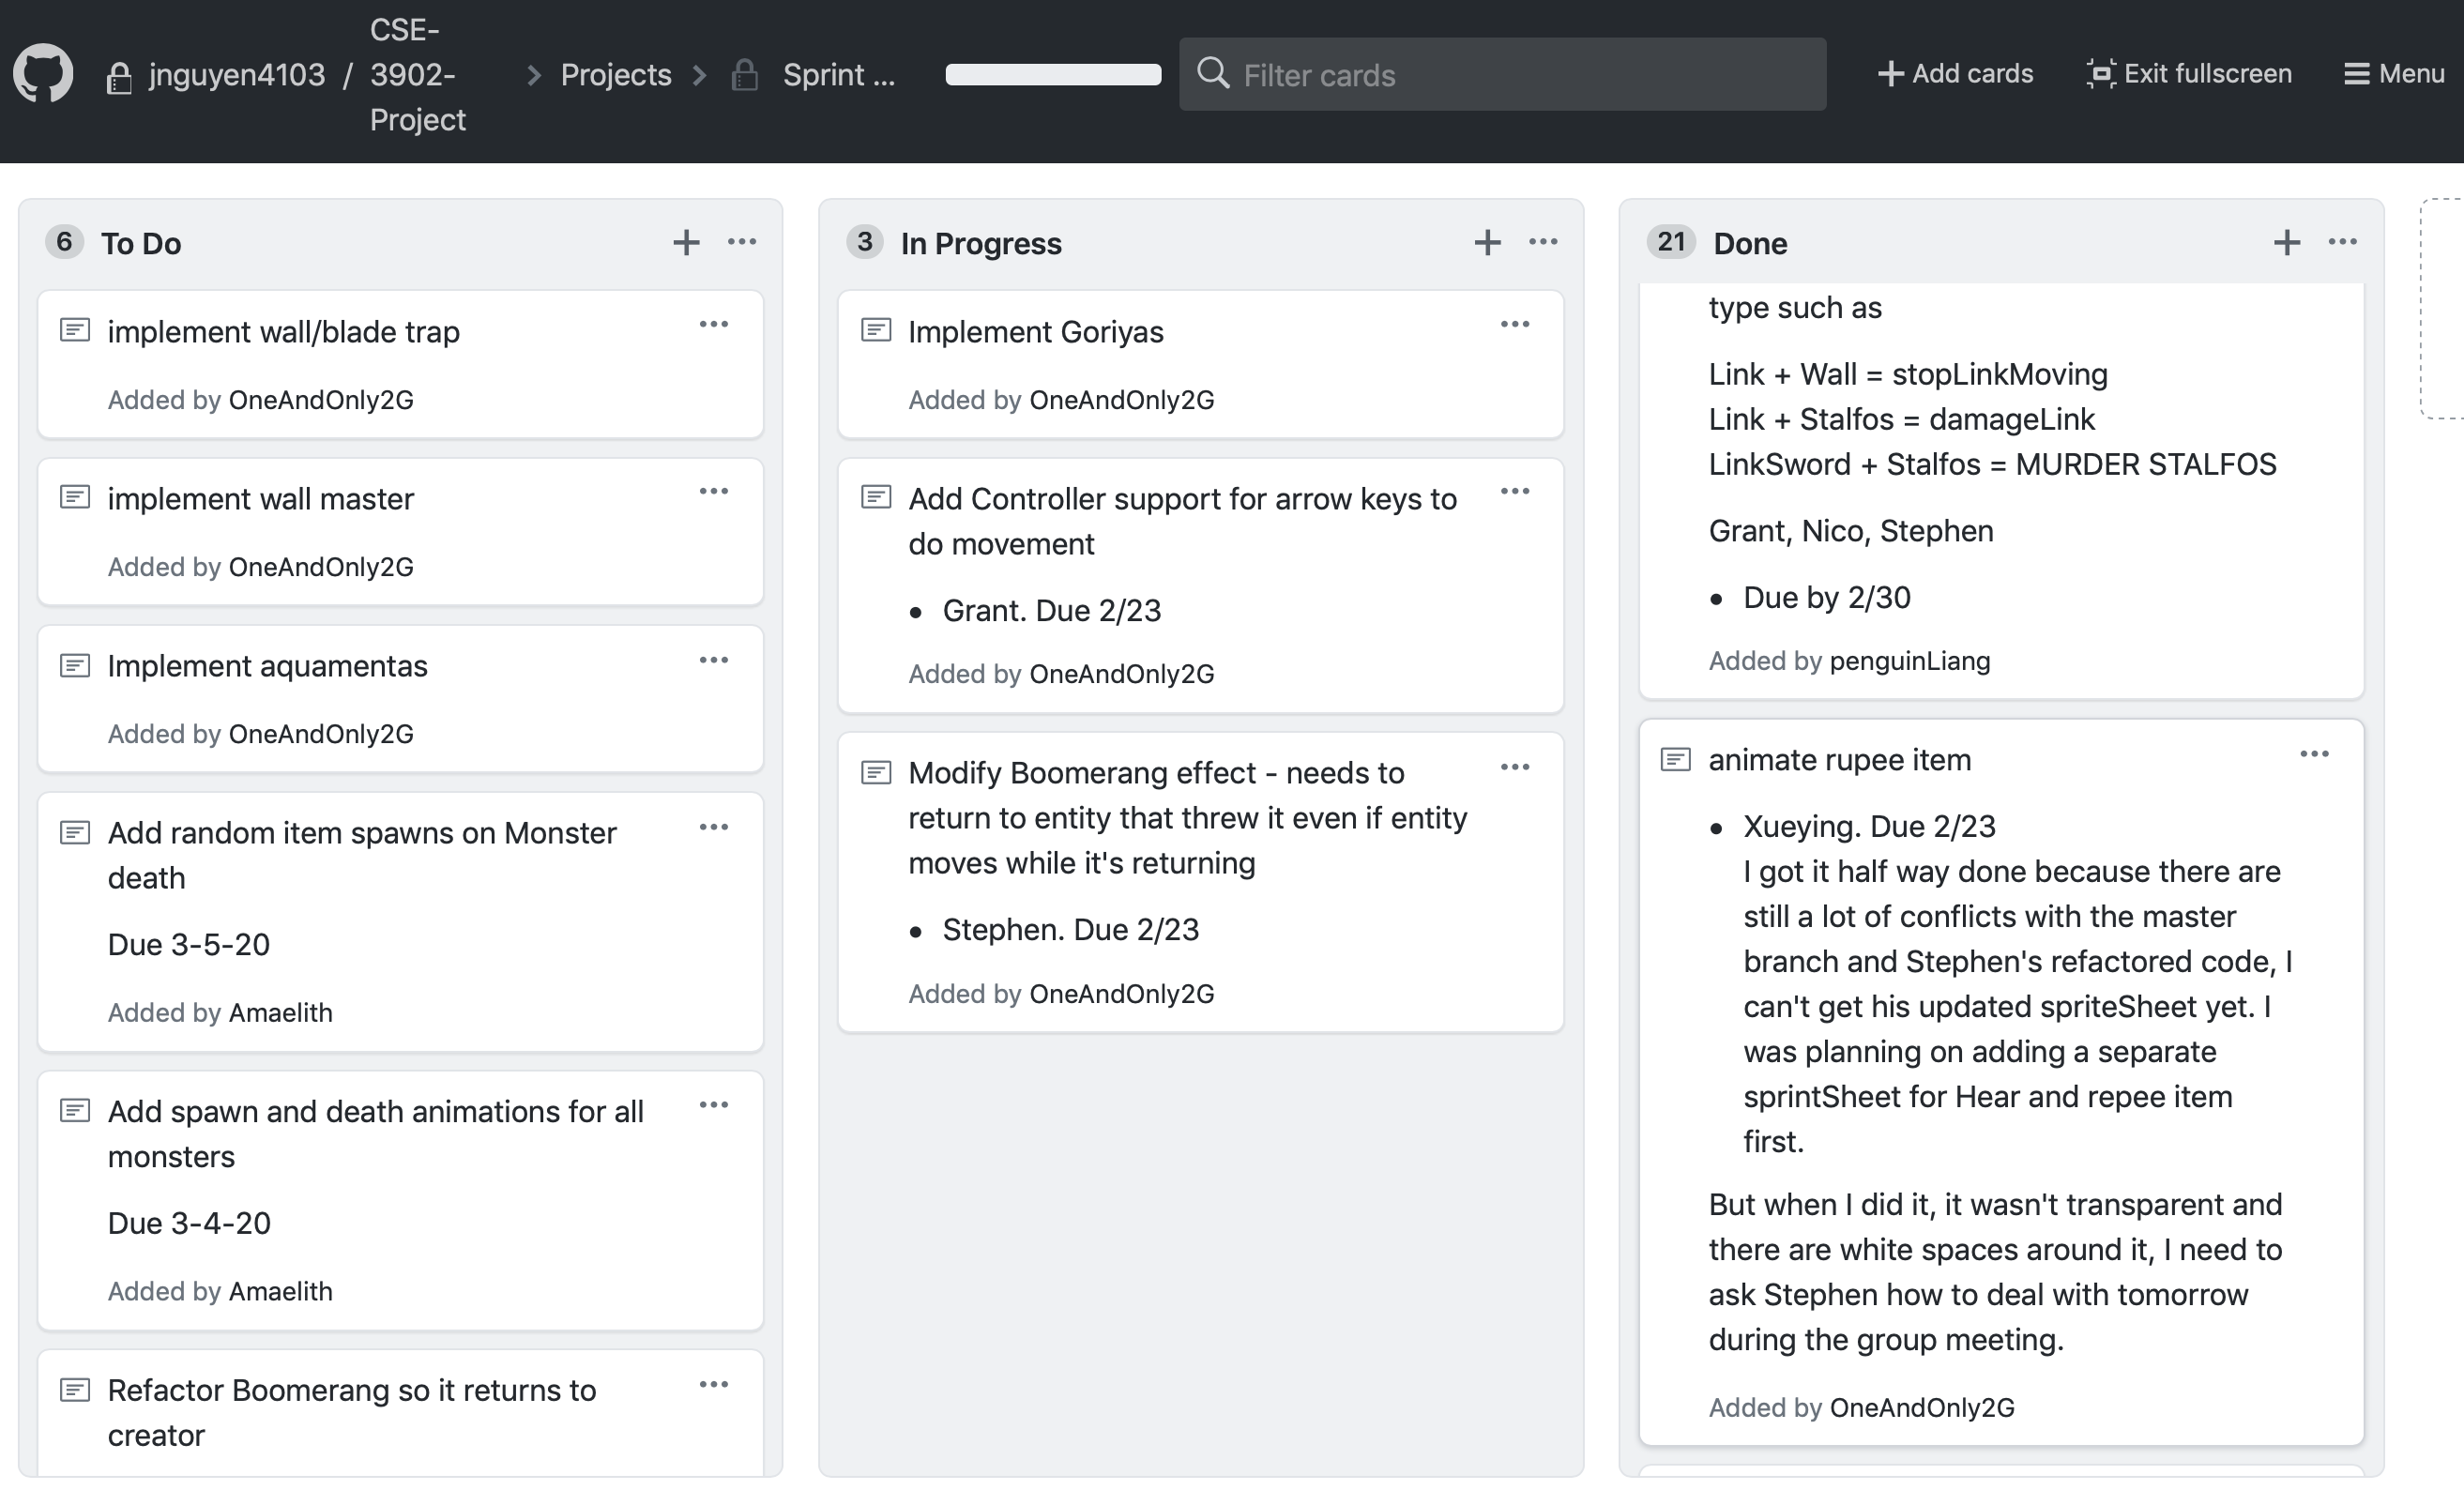 CSE-
jnguyen4103 / 3902- > Projects > Sprint ... Filter cards + Add cards Exit fullscreen Menu
Project
6 To Do
implement wall/blade trap
Added by OneAndOnly2G
implement wall master
Added by OneAndOnly2G
Implement aquamentas
Added by OneAndOnly2G
Add random item spawns on Monster
death
Due 3-5-20
Added by Amaelith
Add spawn and death animations for all
monsters
Due 3-4-20
Added by Amaelith
Refactor Boomerang so it returns to
creator
3 In Progress
Implement Goriyas
Added by OneAndOnly2G
Add Controller support for arrow keys to
do movement
• Grant. Due 2/23
Added by OneAndOnly2G
Modify Boomerang effect - needs to
return to entity that threw it even if entity
moves while it's returning
• Stephen. Due 2/23
Added by OneAndOnly2G
21 Done
type such as
Link + Wall = stopLinkMoving
Link + Stalfos = damageLink
LinkSword + Stalfos = MURDER STALFOS
Grant, Nico, Stephen
• Due by 2/30
Added by penguinLiang
animate rupee item
• Xueying. Due 2/23
I got it half way done because there are
still a lot of conflicts with the master
branch and Stephen's refactored code, I
can't get his updated spriteSheet yet. I
was planning on adding a separate
sprintSheet for Hear and repee item
first.
But when I did it, it wasn't transparent and
there are white spaces around it, I need to
ask Stephen how to deal with tomorrow
during the group meeting.
Added by OneAndOnly2G